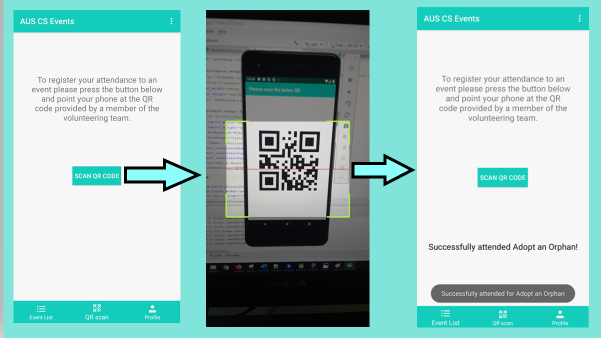 AUS CS Events
To register your attendance to an
event please press the button below
and point your phone at the QR
code provided by a member of the
volunteering team.
SCAN QR CODE
Event List
QR scan
Profile
Please scan the below QR
AUS CS Events
To register your attendance to an
event please press the button below
and point your phone at the QR
code provided by a member of the
volunteering team.
SCAN QR CODE
Successfully attended Adopt an Orphan!
Successfully attended for Adopt an Orphan
Event List
QR scan
Profile